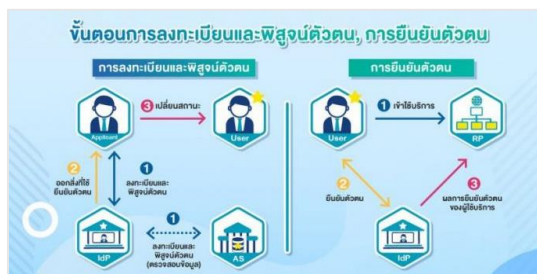 ขั้นตอนการลงทะเบียนและพิสูจน์ตัวตน, การยืนยันตัวตน
การลงทะเบียนและพิสูจน์ตัวตน
การยืนยันตัวตน
Applicant
3 เปลี่ยนสถานะ
User
2
ออกสิ่งที่ใช้
ยืนยันตัวตน
1
ลงทะเบียนและ
พิสูจน์ตัวตน
IdP
1
ลงทะเบียนและ
พิสูจน์ตัวตน
(ตรวจสอบข้อมูล)
AS
User
1 เข้าใช้บริการ
RP
2
ยืนยันตัวตน
3
ผลการยืนยันตัวตน
ของผู้ใช้บริการ
IdP